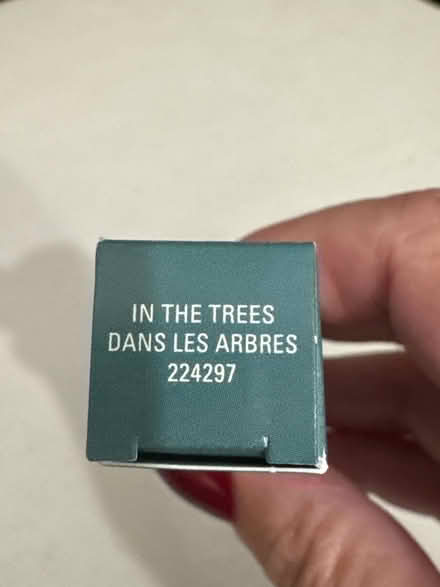 IN THE TREES
DANS LES ARBRES
224297